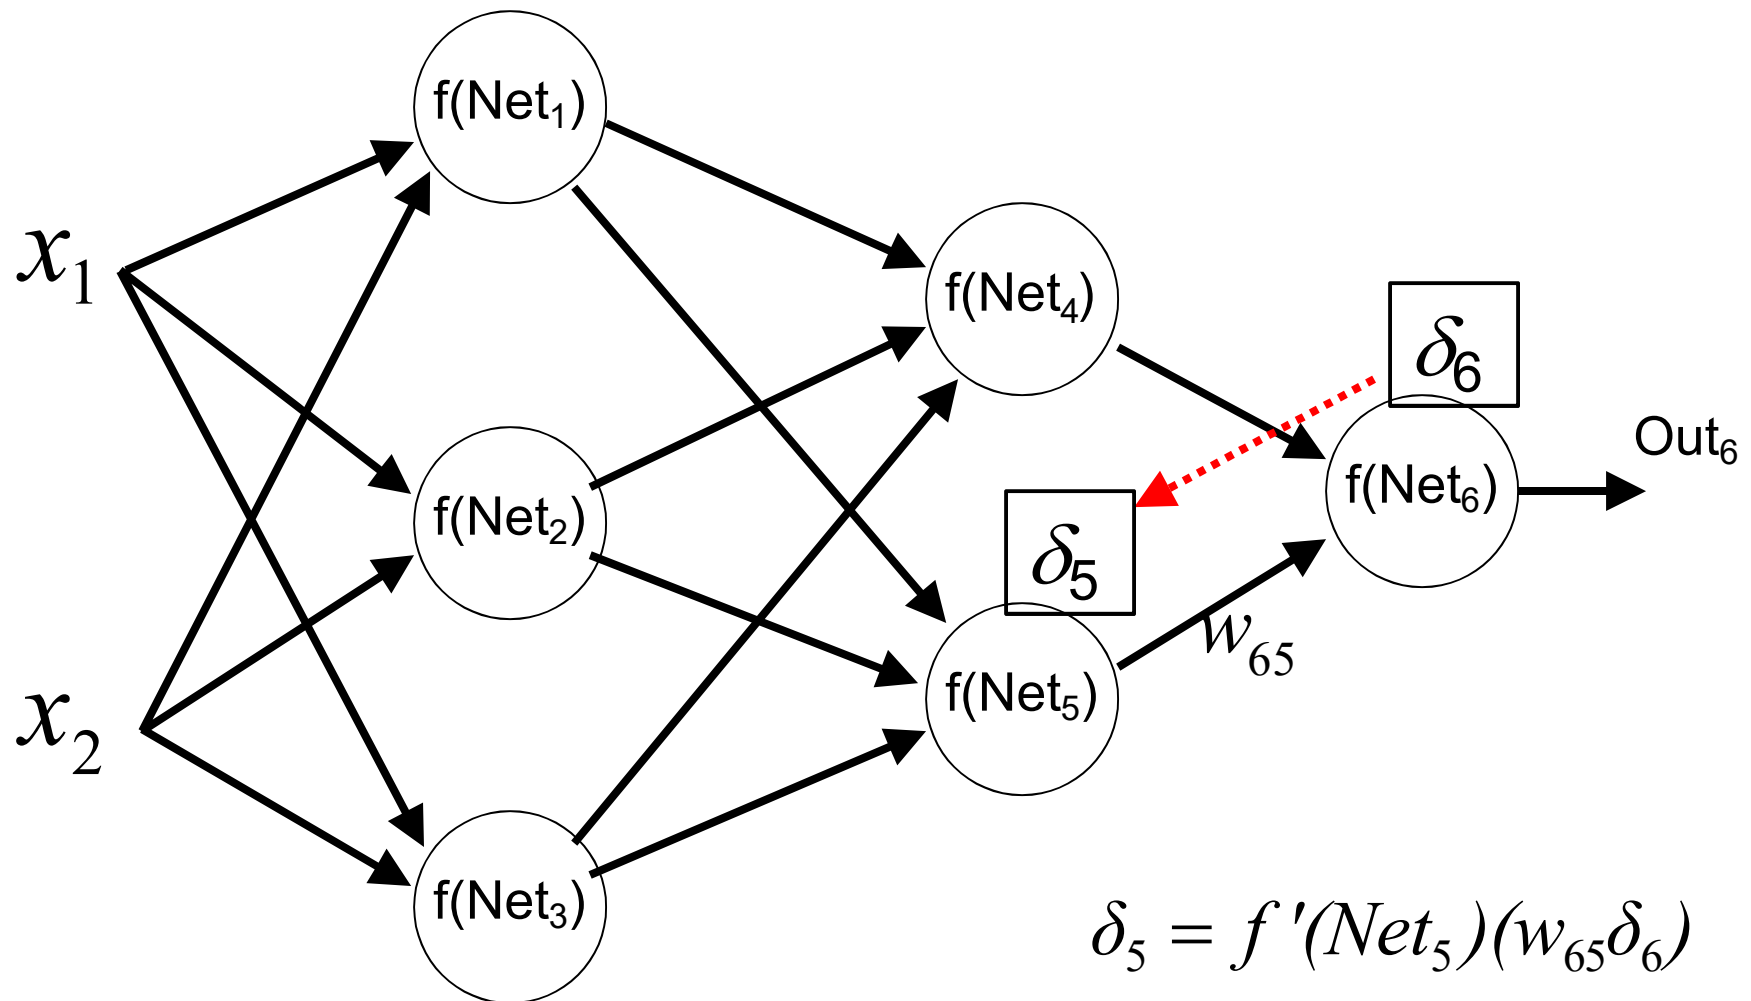 f(Net₁)
x₁
f(Net₄)
δ₆
Out₆
f(Net₆)
f(Net₂)
δ₅
w₆₅
x₂
f(Net₅)
f(Net₃)
δ₅ = f '(Net₅)(w₆₅δ₆)